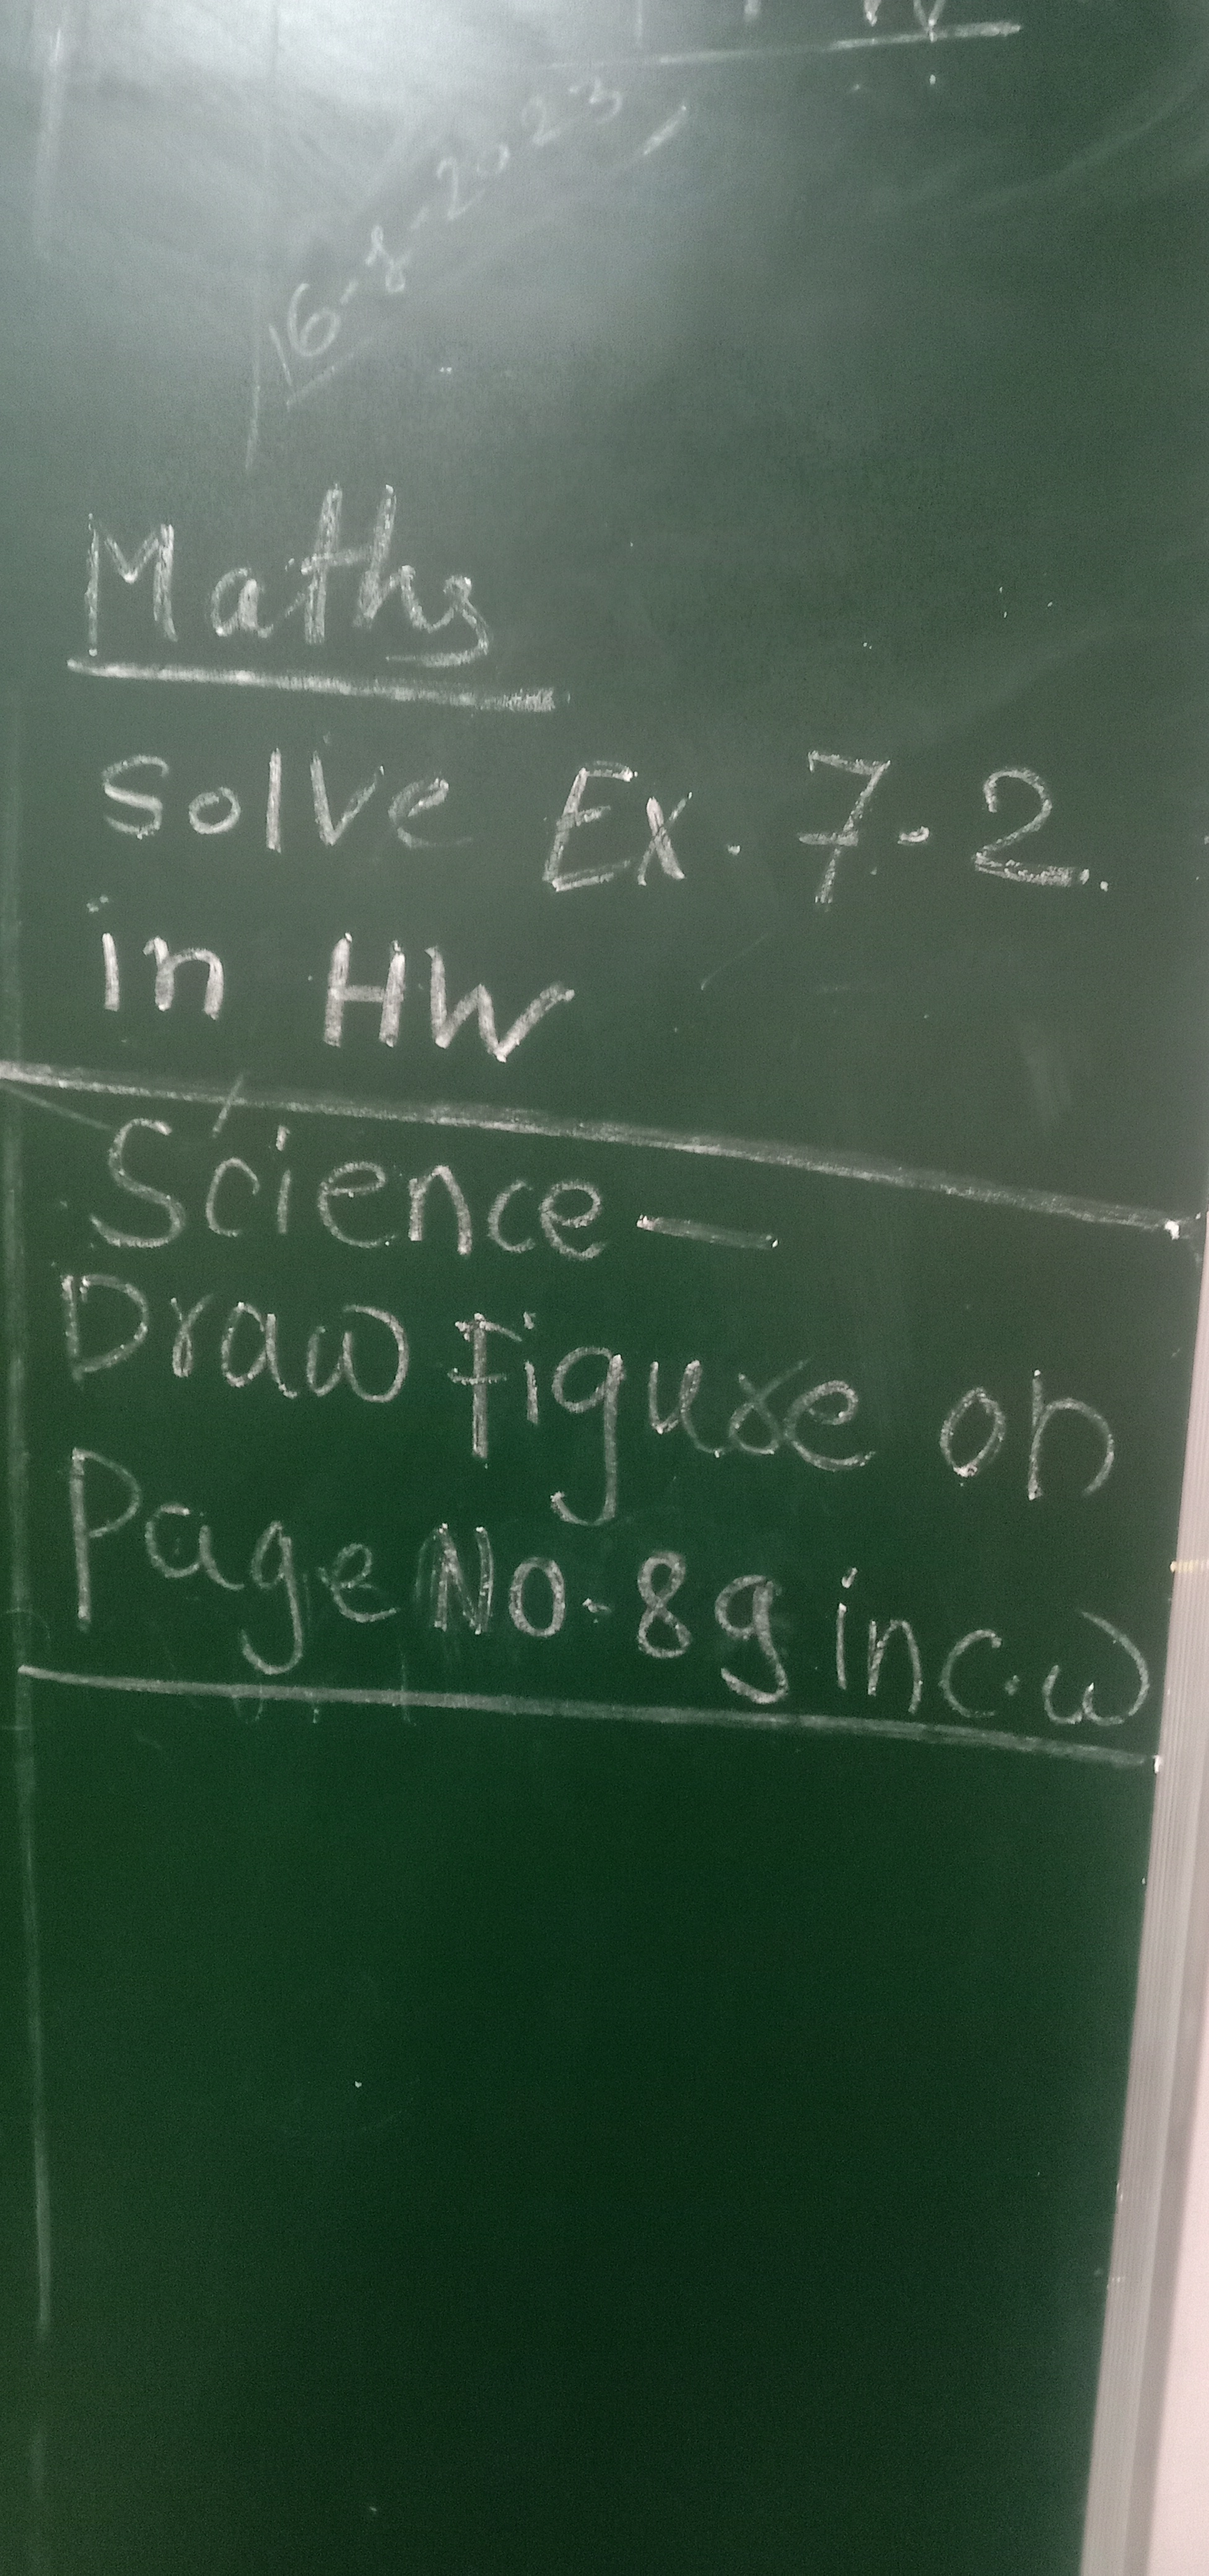 16-8-2023
Maths
Solve Ex. 7.2.
in HW
Science —
Draw figure on
Page No. 89 in c.w